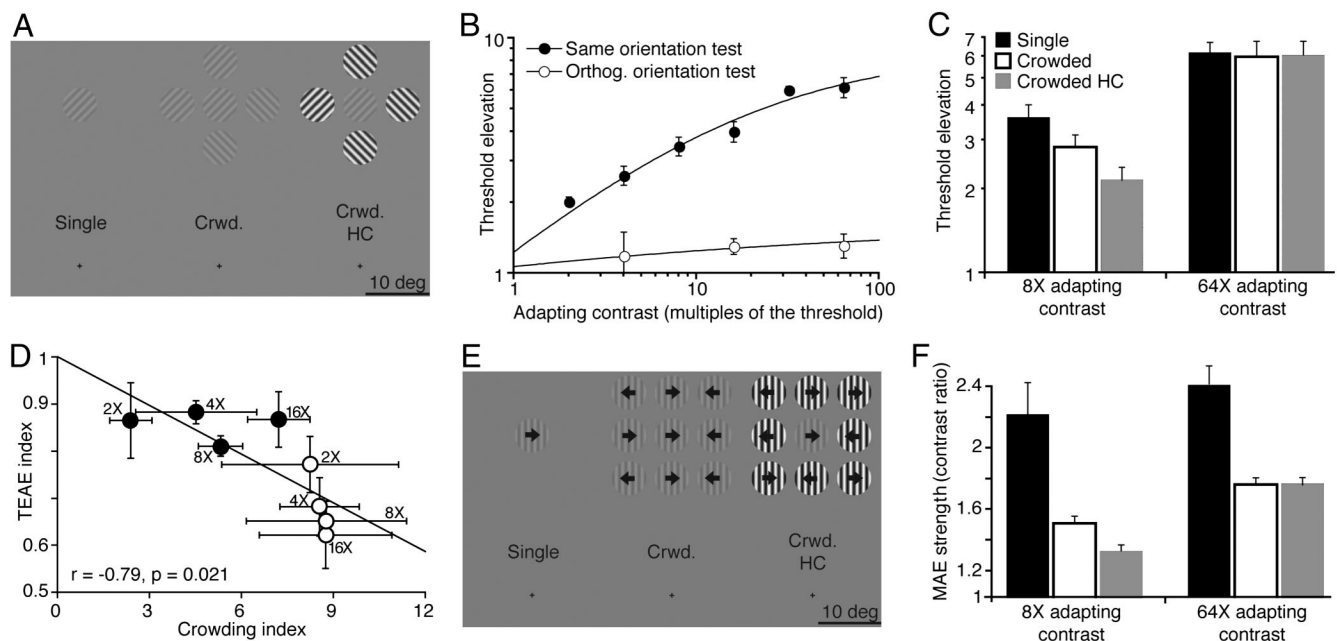 A
Single
Crwd.
Crwd.
HC
10 deg
B
10
1
Threshold elevation
Same orientation test
Orthog. orientation test
1
10
100
Adapting contrast (multiples of the threshold)
C
7
6
5
4
3
2
1
Threshold elevation
Single
Crowded
Crowded HC
8X adapting
contrast
64X adapting
contrast
D
1
0.9
0.6
0.5
TEAE index
2X
4X
16X
8X
2X
4X
8X
16X
r = -0.79, p = 0.021
0
3
6
9
12
Crowding index
E
Single
Crwd.
Crwd.
HC
10 deg
F
2.4
2
1.6
1.2
1
MAE strength (contrast ratio)
8X adapting
contrast
64X adapting
contrast